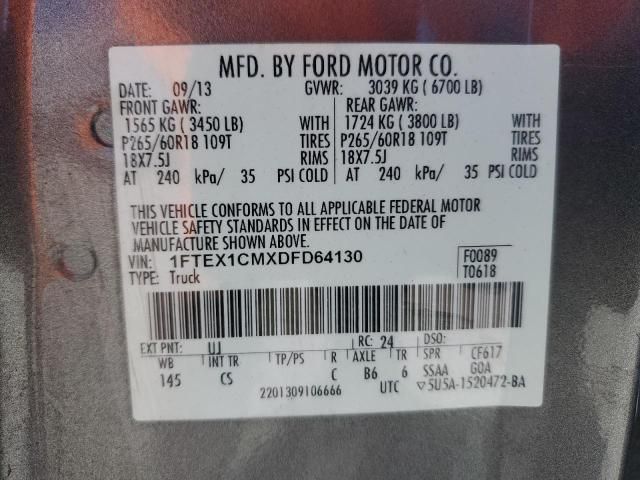 MFD. BY FORD MOTOR CO.
DATE: 09/13 GVWR: 3039 KG ( 6700 LB)
FRONT GAWR: REAR GAWR:
1565 KG ( 3450 LB) WITH 1724 KG ( 3800 LB) WITH
P265/60R18 109T TIRES P265/60R18 109T TIRES
18X7.5J RIMS 18X7.5J RIMS
AT 240 kPa/ 35 PSI COLD AT 240 kPa/ 35 PSI COLD
THIS VEHICLE CONFORMS TO ALL APPLICABLE FEDERAL MOTOR
VEHICLE SAFETY STANDARDS IN EFFECT ON THE DATE OF
MANUFACTURE SHOWN ABOVE.
VIN: 1FTEX1CMXDFD64130 F0089
TYPE: Truck T0618
EXT PNT: UJ RC: 24 DSO:
WB INT TR TP/PS R AXLE TR SPR CF617
145 CS C B6 6 SSAA GOA
2201309106666 UTC ▽5U5A-1520472-BA